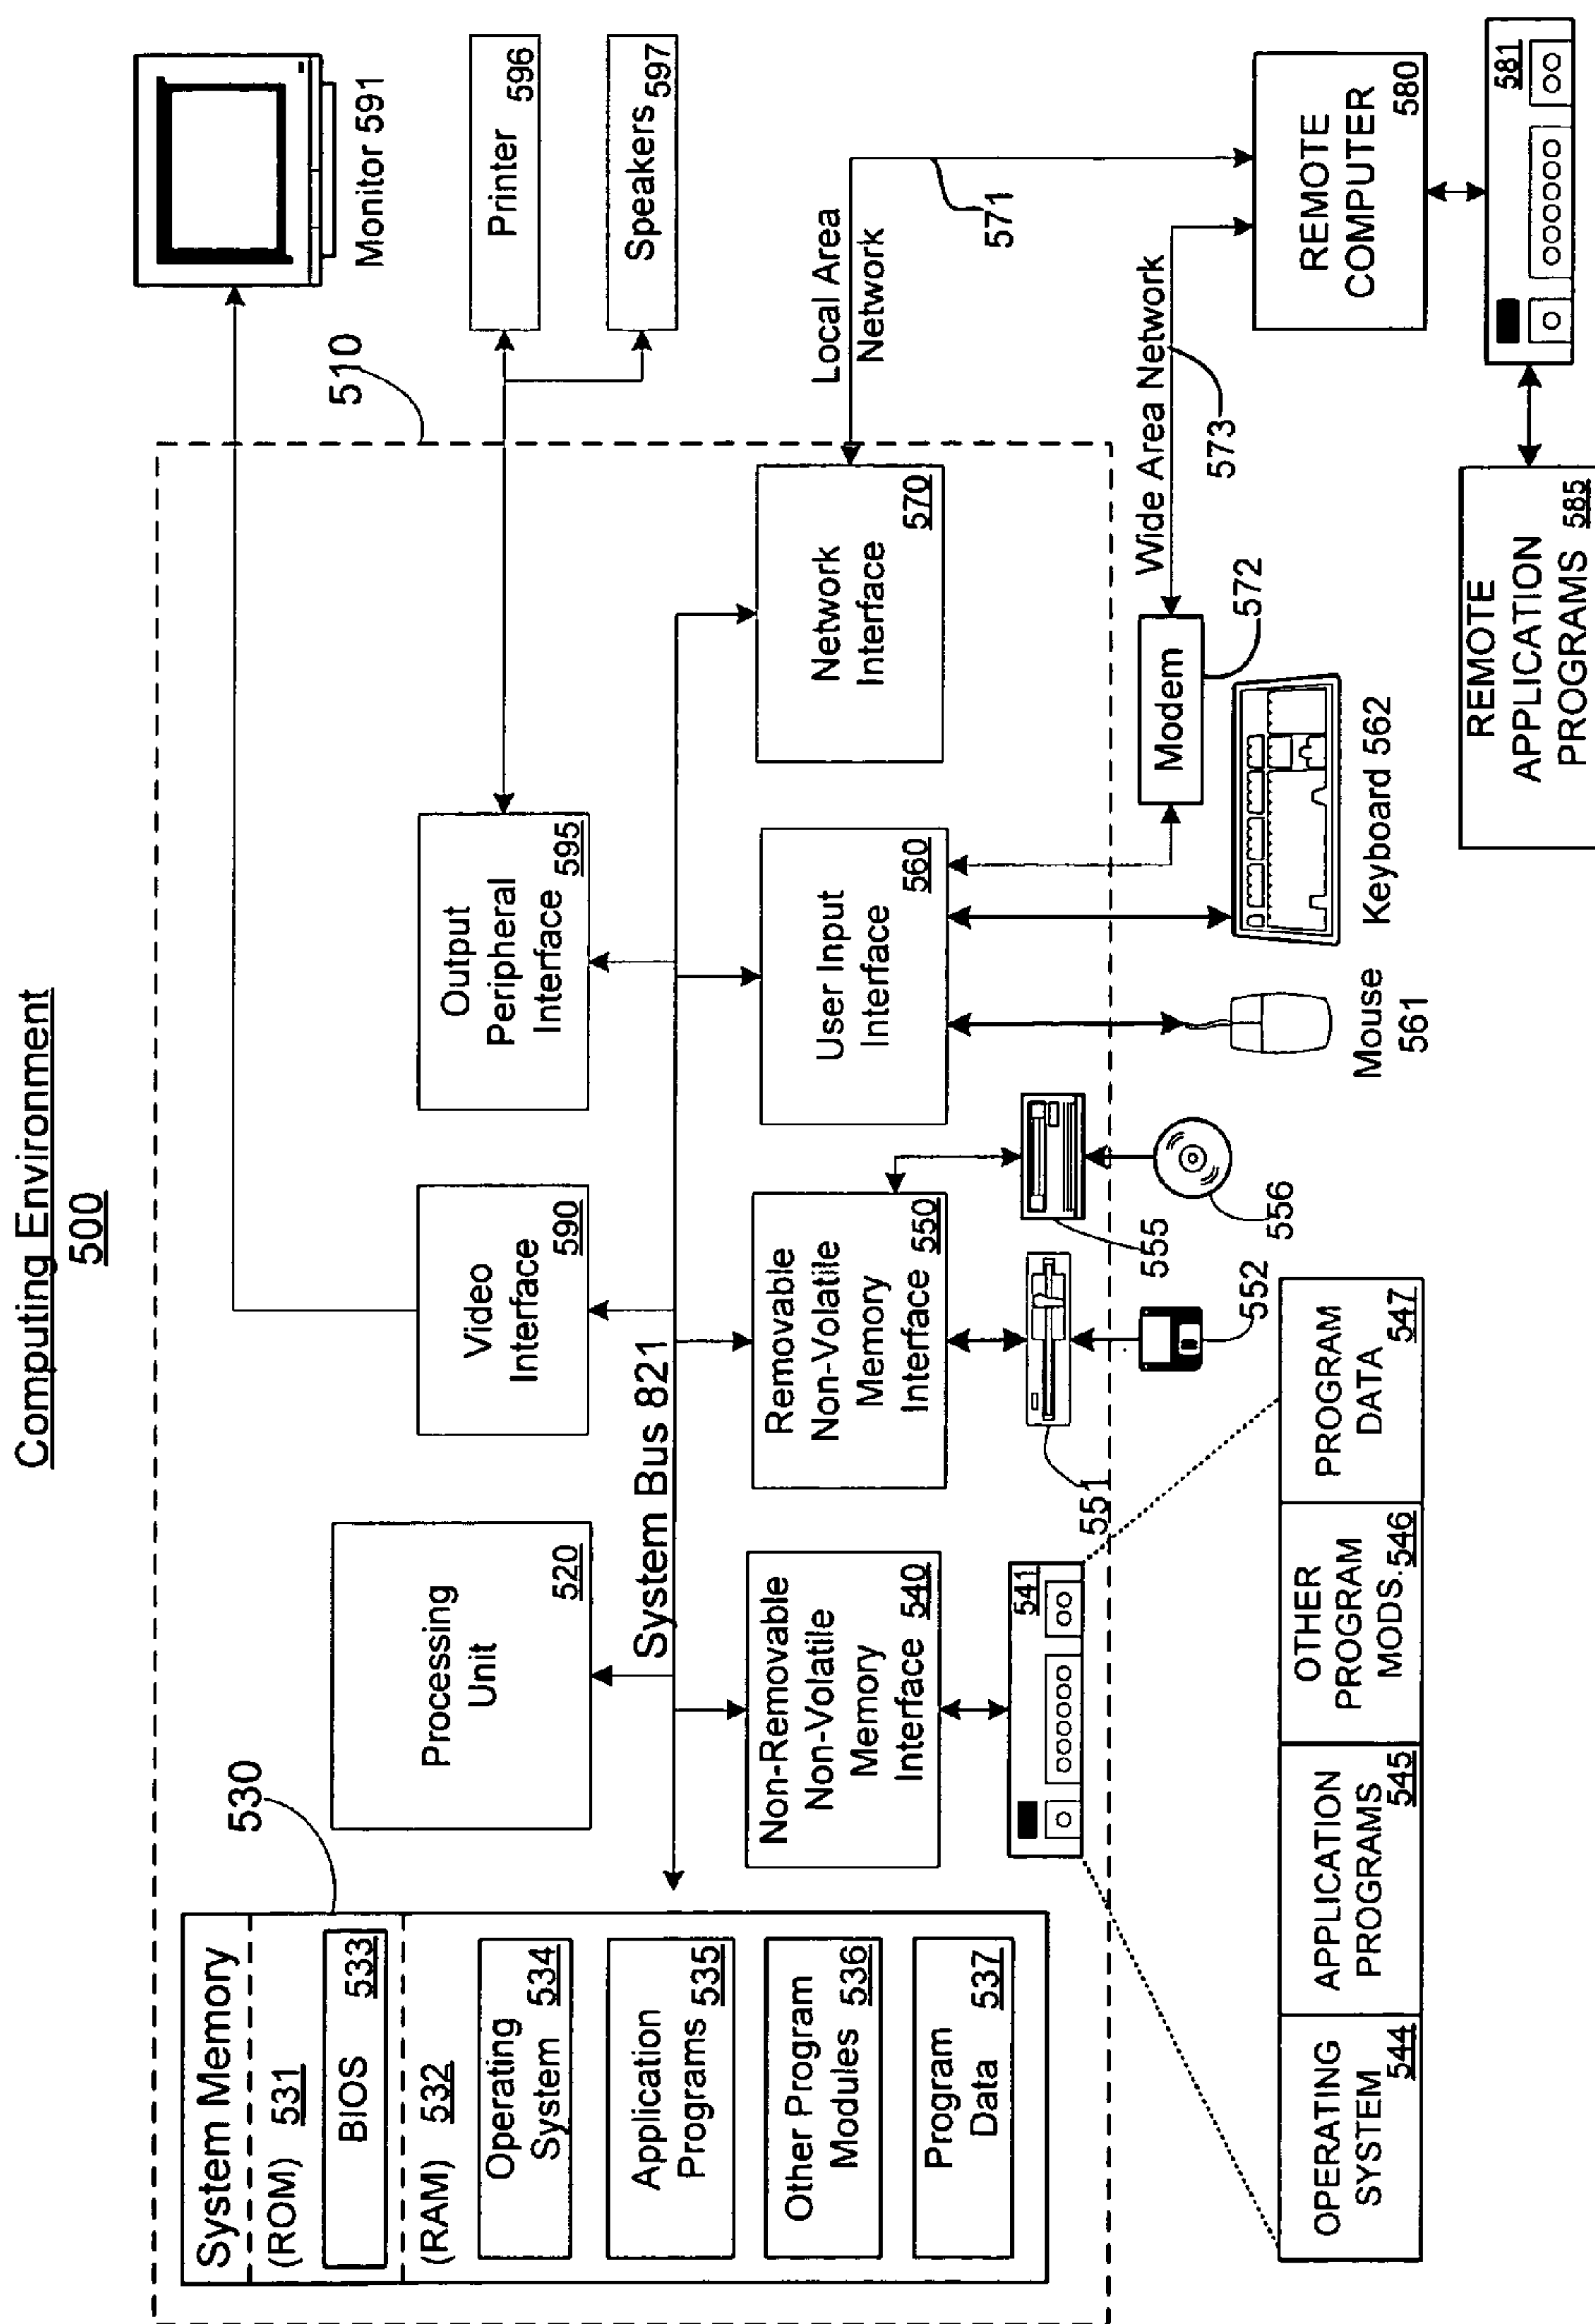 Computing Environment
500
System Memory
(ROM) 531
BIOS 533
(RAM) 532
Operating
System 534
Application
Programs 535
Other Program
Modules 536
Program
Data 537
530
Processing
Unit
520
Video
Interface
590
Output
Peripheral
Interface 595
510
Monitor 591
Printer 596
Speakers 597
System Bus 821
Non-Removable
Non-Volatile
Memory
Interface 540
Removable
Non-Volatile
Memory
Interface 550
User Input
Interface
560
Network
Interface
570
Local Area
Network
571
541
551
552
555
556
Mouse
561
Keyboard 562
Modem
572
Wide Area Network
573
REMOTE
COMPUTER
580
581
REMOTE
APPLICATION
PROGRAMS 585
OPERATING
SYSTEM
544
APPLICATION
PROGRAMS
545
OTHER
PROGRAM
MODS. 546
PROGRAM
DATA
547